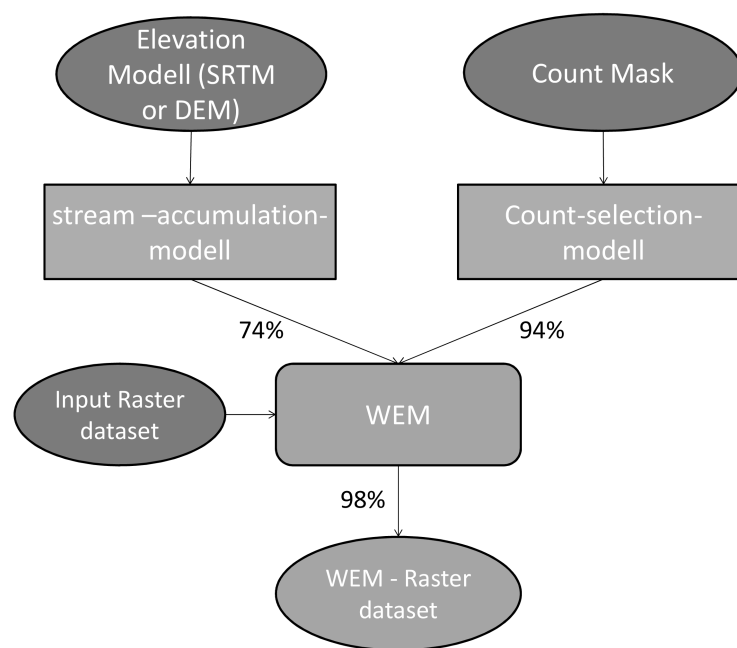 Elevation
Modell (SRTM
or DEM)
Count Mask
stream –accumulation-
modell
Count-selection-
modell
74%
94%
Input Raster
dataset
WEM
98%
WEM - Raster
dataset